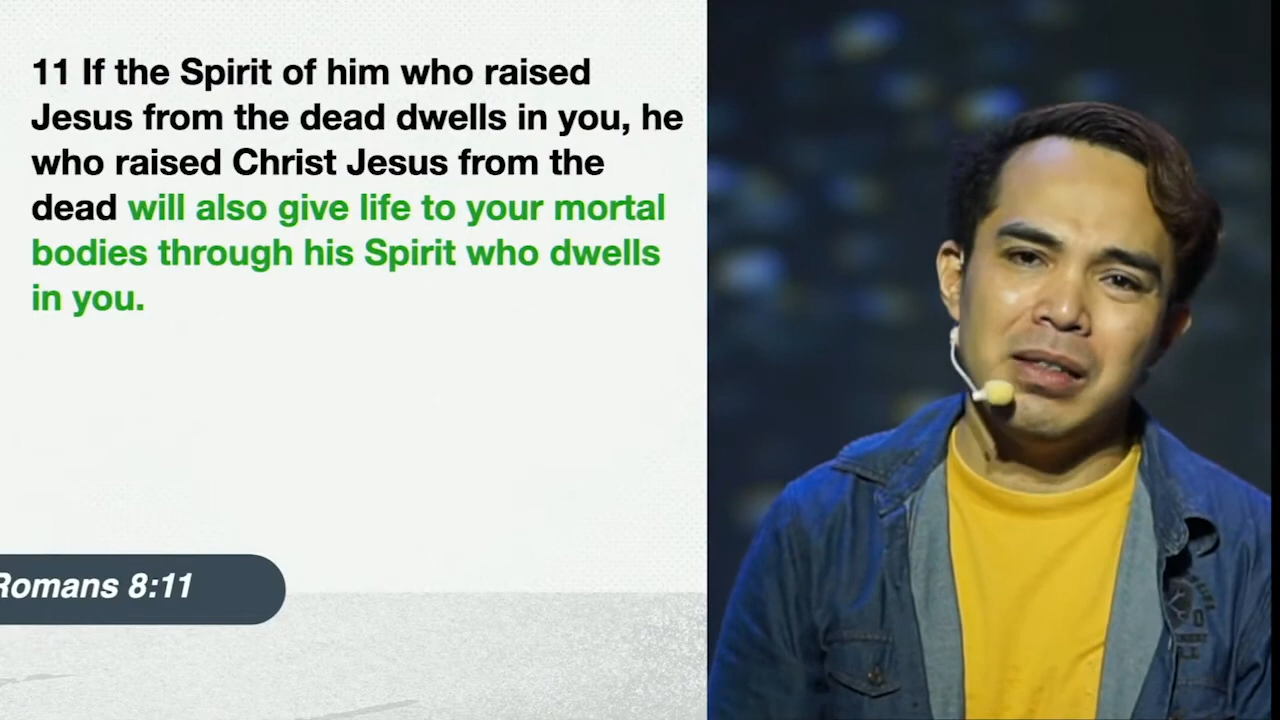 11 If the Spirit of him who raised
Jesus from the dead dwells in you, he
who raised Christ Jesus from the
dead will also give life to your mortal
bodies through his Spirit who dwells
in you.
Romans 8:11